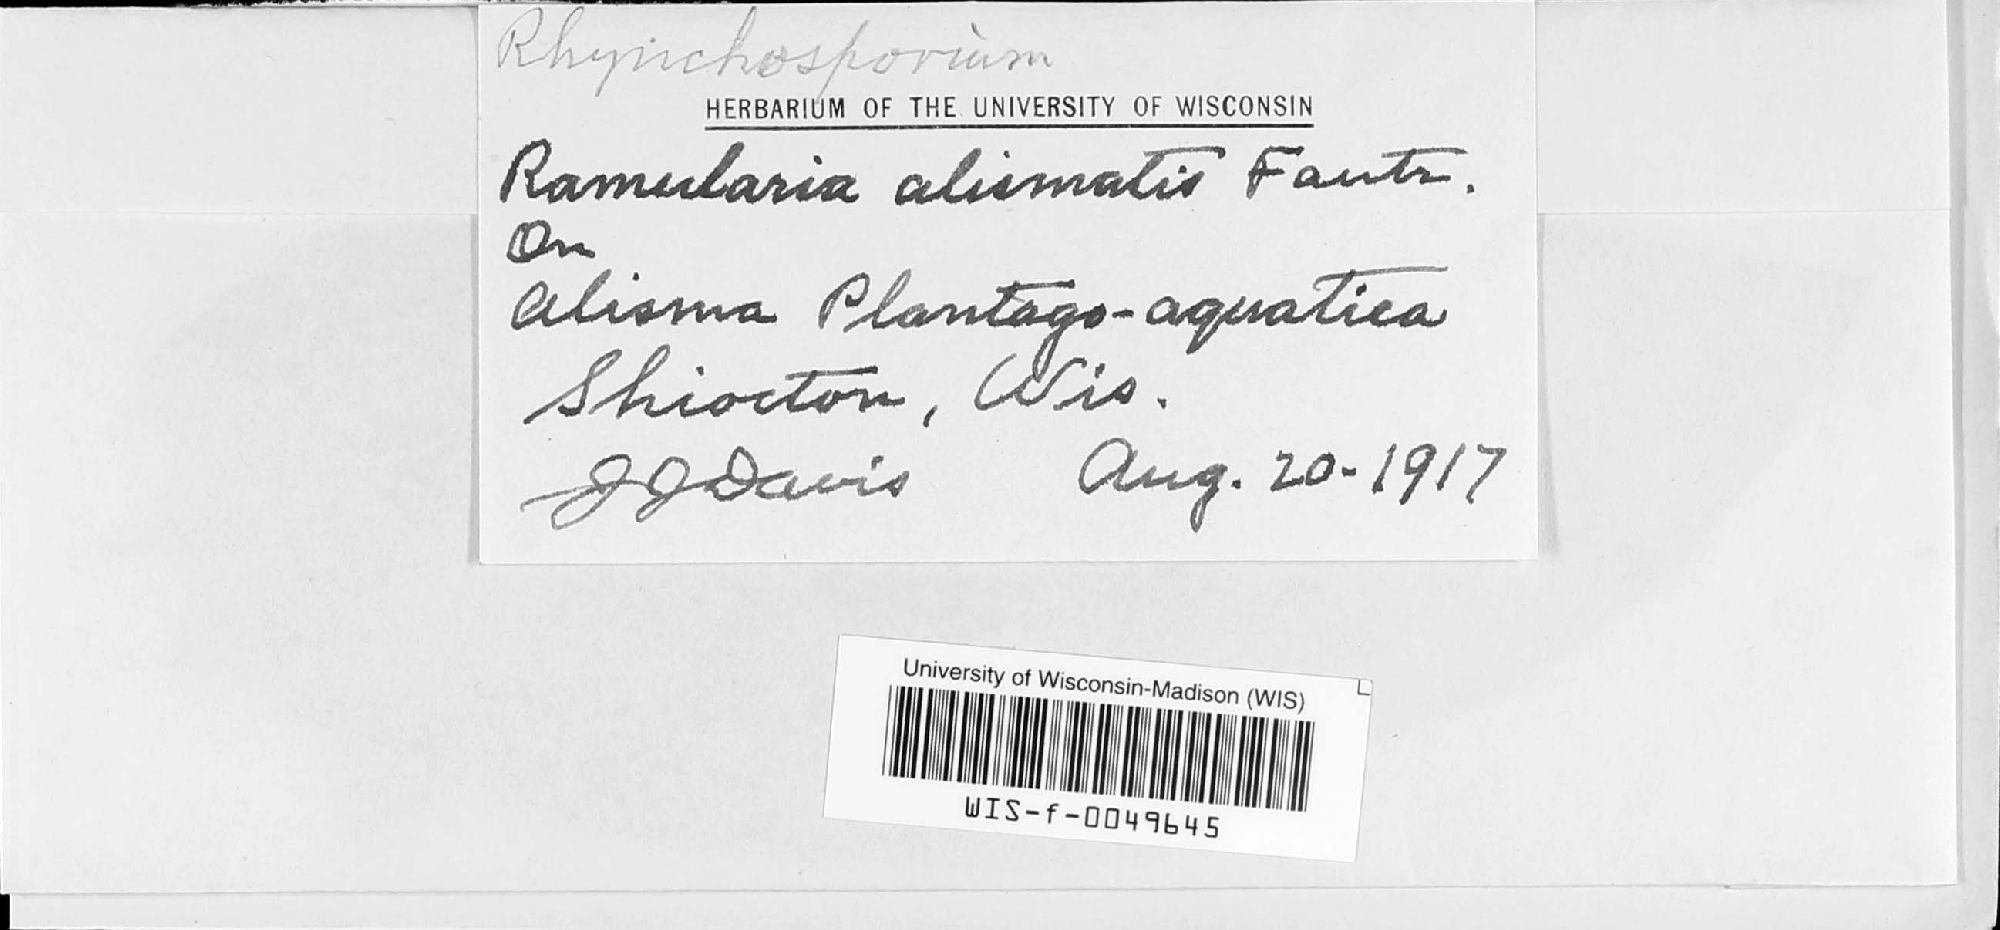 Rhynchosporium
HERBARIUM OF THE UNIVERSITY OF WISCONSIN
Ramularia alismatis Fautr.
On
Alisma Plantago-aquatica
Shiocton, Wis.
JJDavis Aug. 20-1917
University of Wisconsin-Madison (WIS)
WIS-f-0049645